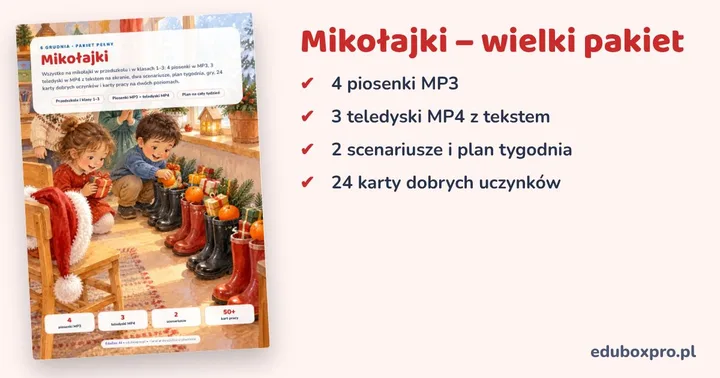 6 GRUDNIA · PAKIET PEŁNY
Mikołajki
Wszystko na mikołajki w przedszkolu i w klasach 1–3: 4 piosenki w MP3, 3
teledyski w MP4 z tekstem na ekranie, dwa scenariusze, plan tygodnia, gry, 24
karty dobrych uczynków i karty pracy na dwóch poziomach.
Przedszkole i klasy 1–3
Piosenki MP3 + teledyski MP4
Plan na cały tydzień
4
piosenki MP3
3
teledyski MP4
2
scenariusze
50+
kart pracy
Mikołajki – wielki pakiet
✔ 4 piosenki MP3
✔ 3 teledyski MP4 z tekstem
✔ 2 scenariusze i plan tygodnia
✔ 24 karty dobrych uczynków
eduboxpro.pl